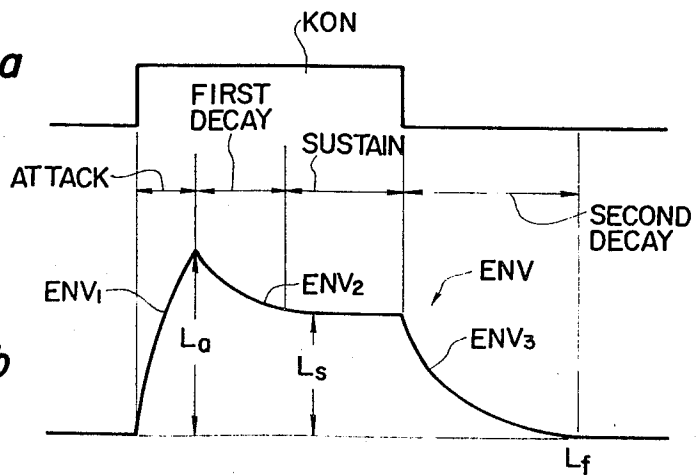 KON
a
FIRST
DECAY
SUSTAIN
ATTACK
SECOND
DECAY
ENV
ENV1
ENV2
La
Ls
ENV3
b
Lf